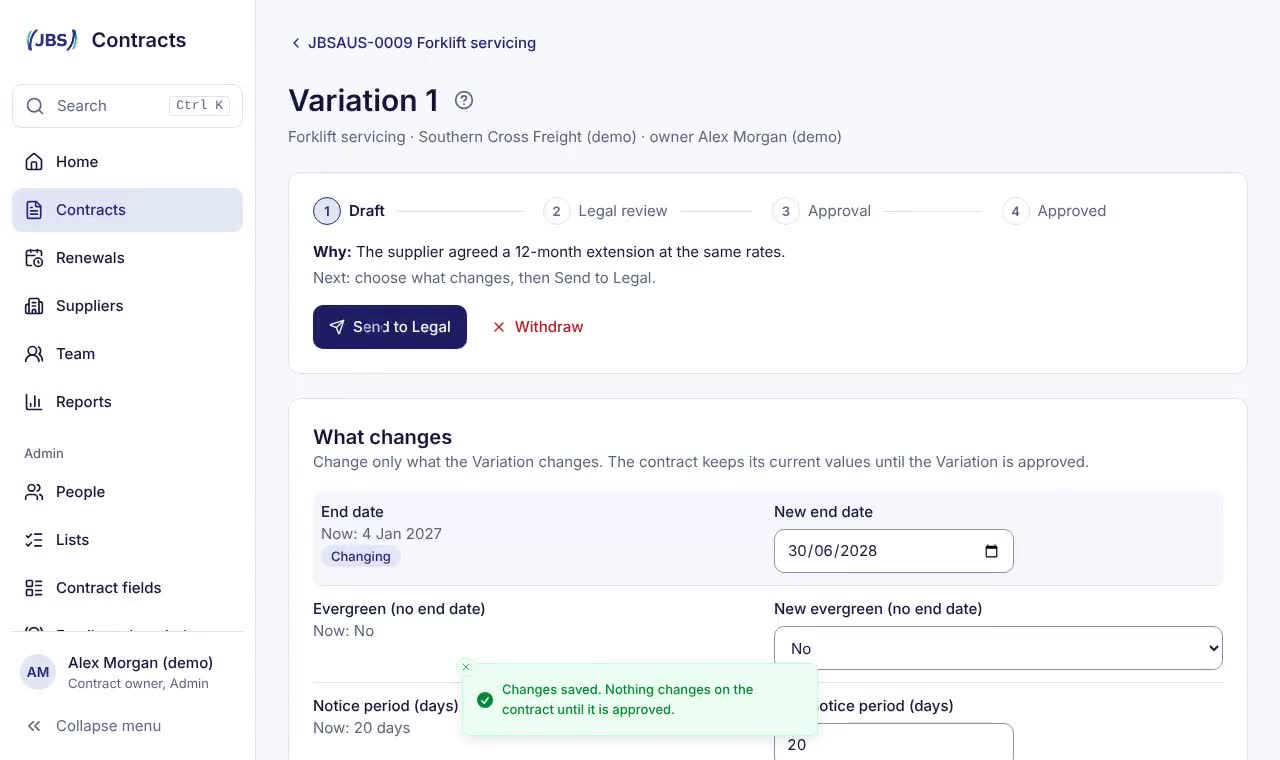 JBS Contracts
Search Ctrl K
Home
Contracts
Renewals
Suppliers
Team
Reports
Admin
People
Lists
Contract fields
AM
Alex Morgan (demo)
Contract owner, Admin
Collapse menu
JBSAUS-0009 Forklift servicing
Variation 1
Forklift servicing · Southern Cross Freight (demo) · owner Alex Morgan (demo)
1 Draft 2 Legal review 3 Approval 4 Approved
Why: The supplier agreed a 12-month extension at the same rates.
Next: choose what changes, then Send to Legal.
Send to Legal Withdraw
What changes
Change only what the Variation changes. The contract keeps its current values until the Variation is approved.
End date
Now: 4 Jan 2027
Changing
New end date
30/06/2028
Evergreen (no end date)
Now: No
New evergreen (no end date)
No
Notice period (days)
Now: 20 days
notice period (days)
20
Changes saved. Nothing changes on the
contract until it is approved.